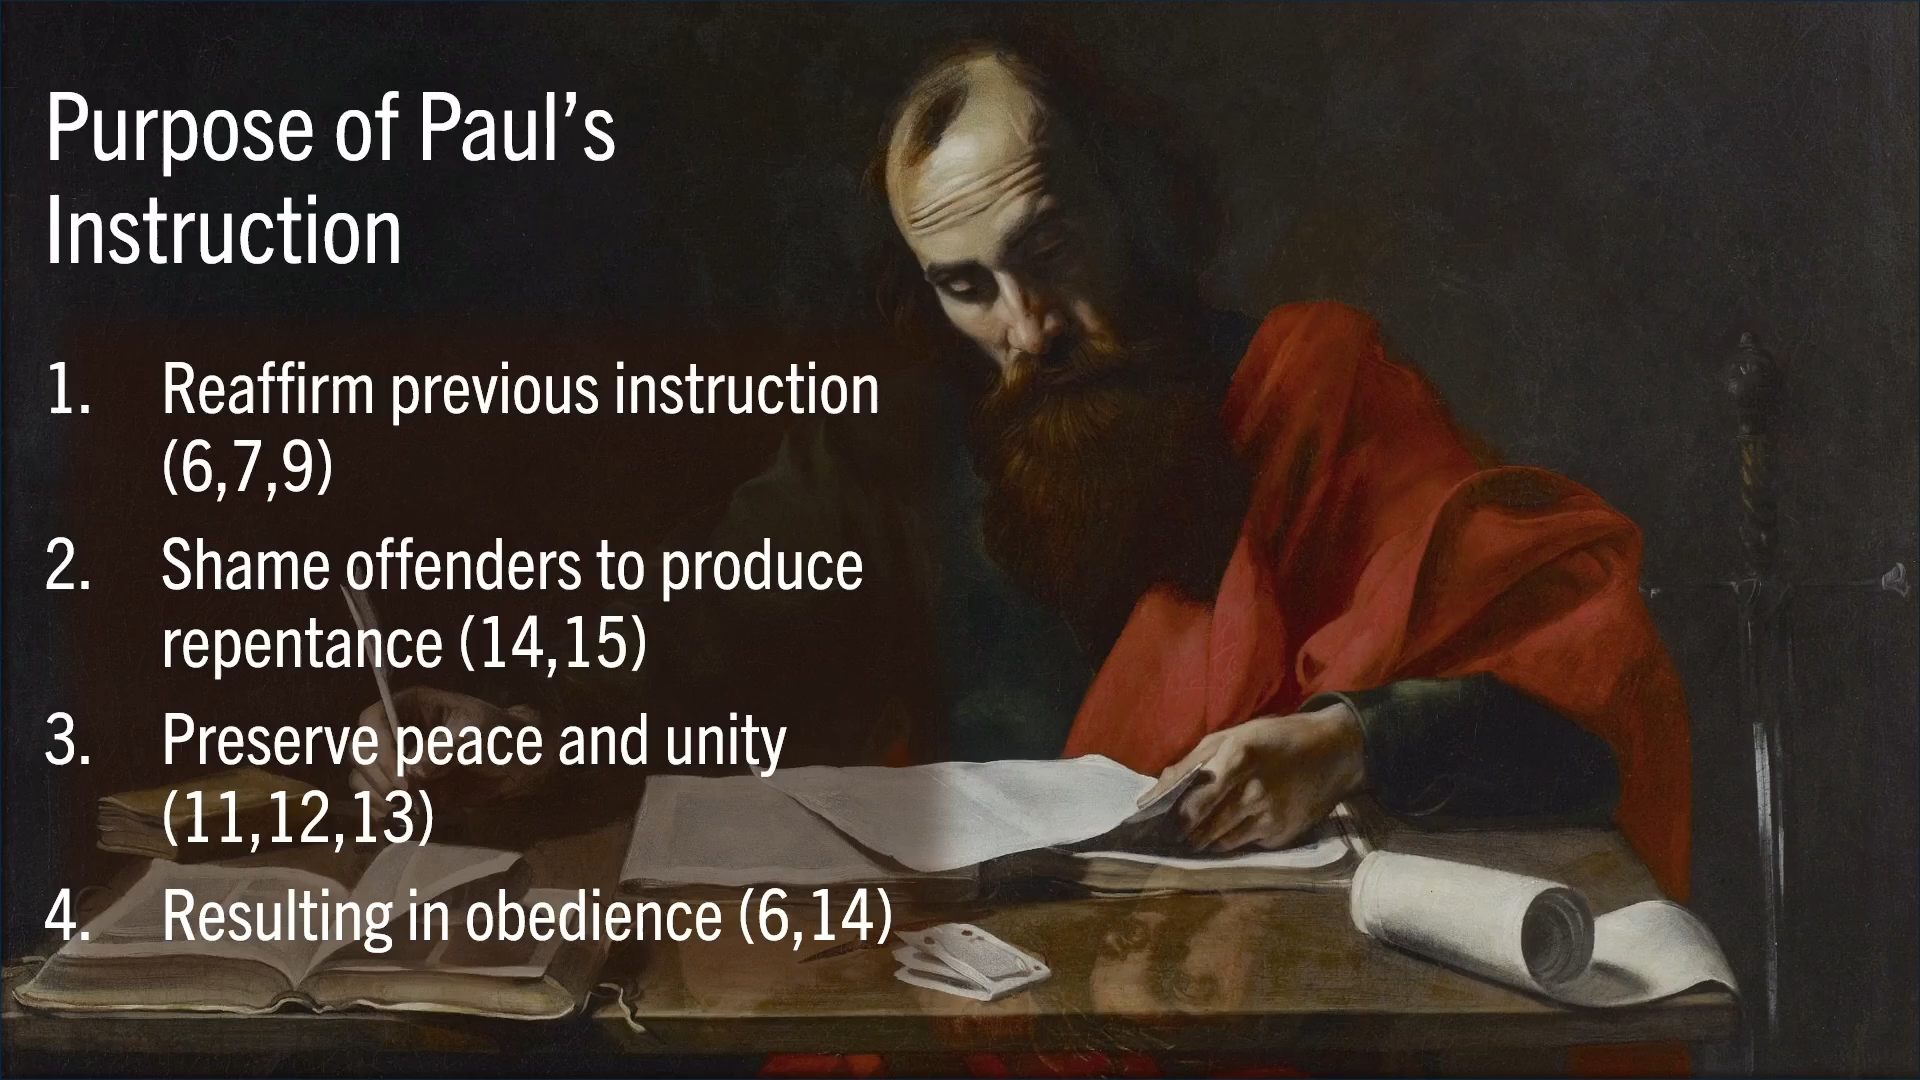 Purpose of Paul’s
Instruction
1. Reaffirm previous instruction
(6,7,9)
2. Shame offenders to produce
repentance (14,15)
3. Preserve peace and unity
(11,12,13)
4. Resulting in obedience (6,14)